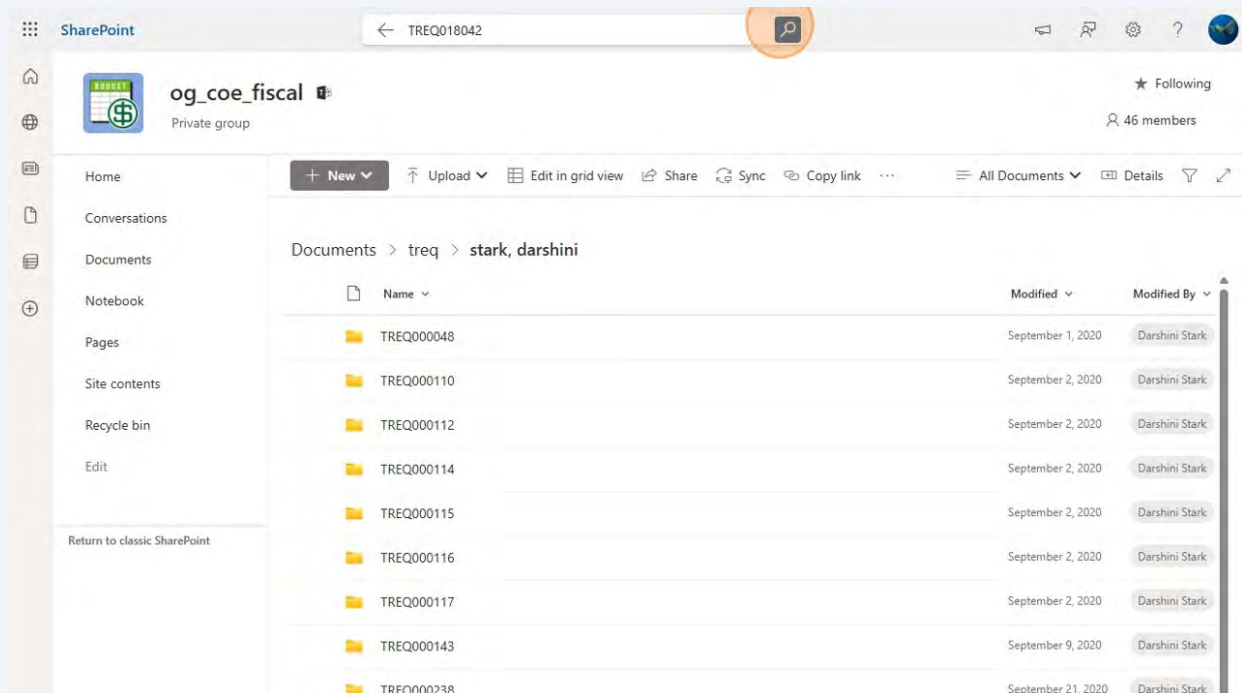 SharePoint
TREQ018042
BUDGET
og_coe_fiscal
Private group
Following
46 members
Home
Conversations
Documents
Notebook
Pages
Site contents
Recycle bin
Edit
Return to classic SharePoint
+ New Upload Edit in grid view Share Sync Copy link ... All Documents Details
Documents > treq > stark, darshini
Name Modified Modified By
TREQ000048 September 1, 2020 Darshini Stark
TREQ000110 September 2, 2020 Darshini Stark
TREQ000112 September 2, 2020 Darshini Stark
TREQ000114 September 2, 2020 Darshini Stark
TREQ000115 September 2, 2020 Darshini Stark
TREQ000116 September 2, 2020 Darshini Stark
TREQ000117 September 2, 2020 Darshini Stark
TREQ000143 September 9, 2020 Darshini Stark
TREQ000238 September 21, 2020 Darshini Stark